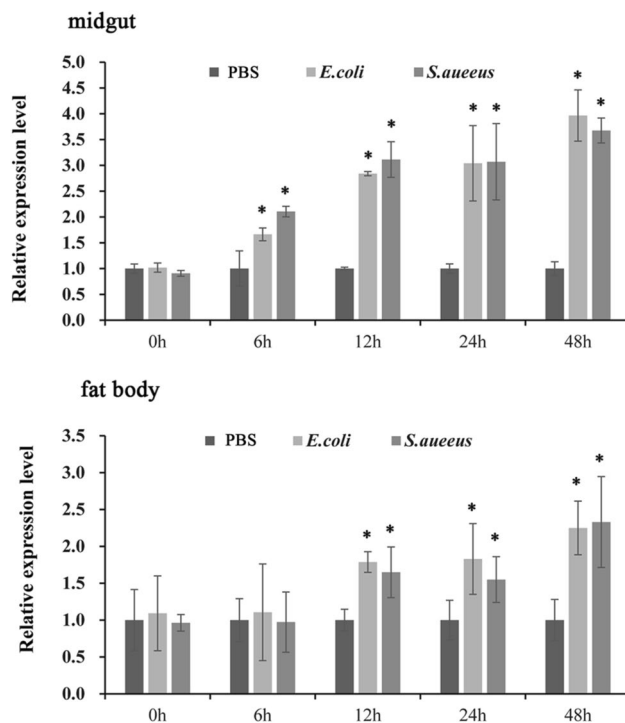 midgut
PBS E.coli S.aueeus
Relative expression level
5.0
4.5
4.0
3.5
3.0
2.5
2.0
1.5
1.0
0.5
0.0
* * * * * * * *
0h 6h 12h 24h 48h
fat body
PBS E.coli S.aueeus
Relative expression level
3.5
3.0
2.5
2.0
1.5
1.0
0.5
0.0
* * * * * *
0h 6h 12h 24h 48h